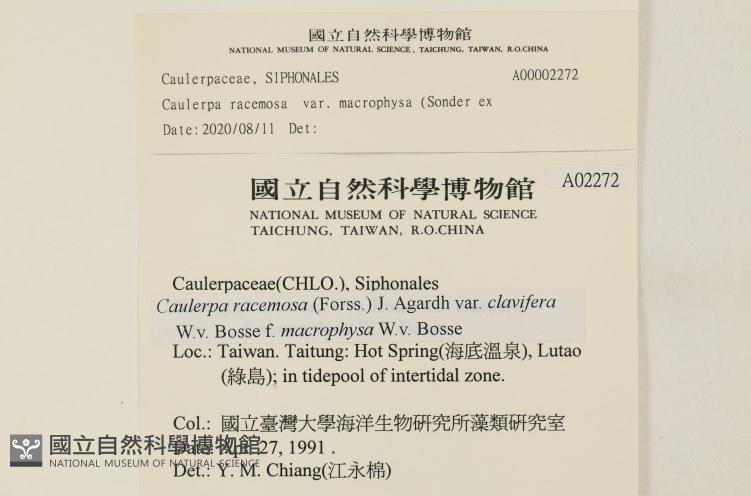 國立自然科學博物館
NATIONAL MUSEUM OF NATURAL SCIENCE, TAICHUNG, TAIWAN, R.O.CHINA
Caulerpaceae, SIPHONALES A00002272
Caulerpa racemosa var. macrophysa (Sonder ex
Date:2020/08/11 Det:
國立自然科學博物館 A02272
NATIONAL MUSEUM OF NATURAL SCIENCE
TAICHUNG, TAIWAN, R.O.CHINA
Caulerpaceae(CHLO.), Siphonales
Caulerpa racemosa (Forss.) J. Agardh var. clavifera
W.v. Bosse f. macrophysa W.v. Bosse
Loc.: Taiwan. Taitung: Hot Spring(海底溫泉), Lutao
(綠島); in tidepool of intertidal zone.
Col.: 國立臺灣大學海洋生物研究所藻類研究室
Date: Apr. 27, 1991 .
Det.: Y. M. Chiang(江永棉)
國立自然科學博物館
NATIONAL MUSEUM OF NATURAL SCIENCE